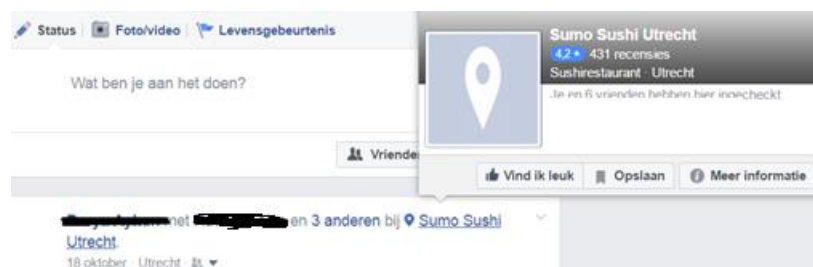 Status Foto/video Levensgebeurtenis
Wat ben je aan het doen?
Sumo Sushi Utrecht
4,2 431 recensies
Sushirestaurant · Utrecht
Je en 6 vrienden hebben hier ingecheckt
Vriende
Vind ik leuk Opslaan Meer informatie
met en 3 anderen bij Sumo Sushi
Utrecht.
18 oktober · Utrecht ·